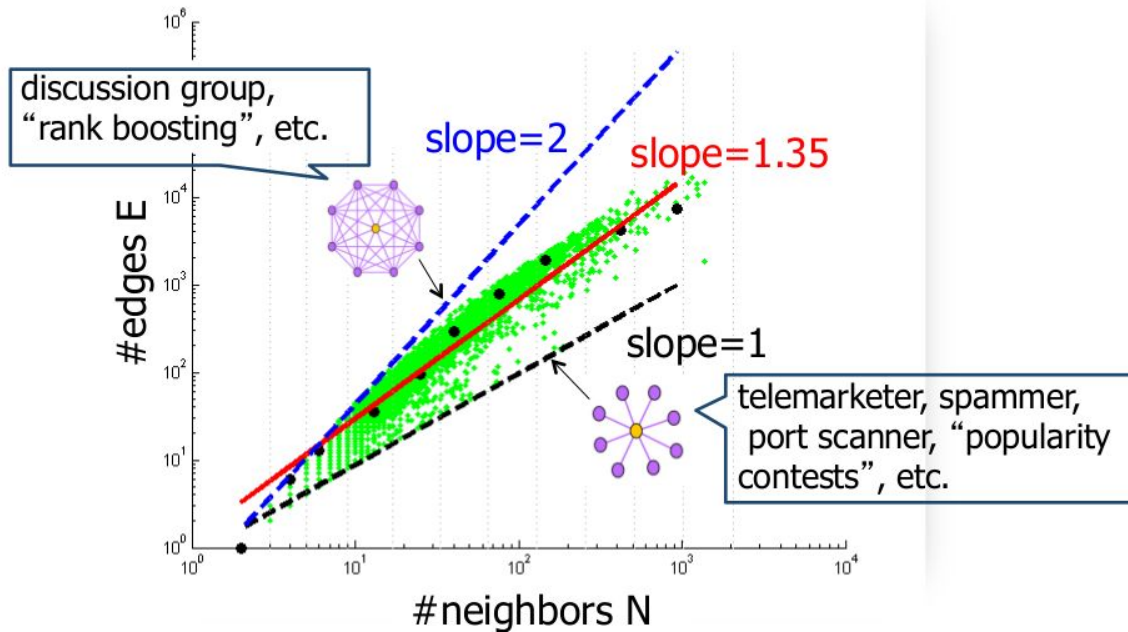 10^6
discussion group,
“rank boosting”, etc.
slope=2
slope=1.35
10^4
10^3
#edges E
slope=1
10^2
telemarketer, spammer,
port scanner, “popularity
contests”, etc.
10^1
10^0
10^0
10^1
10^2
10^3
10^4
#neighbors N